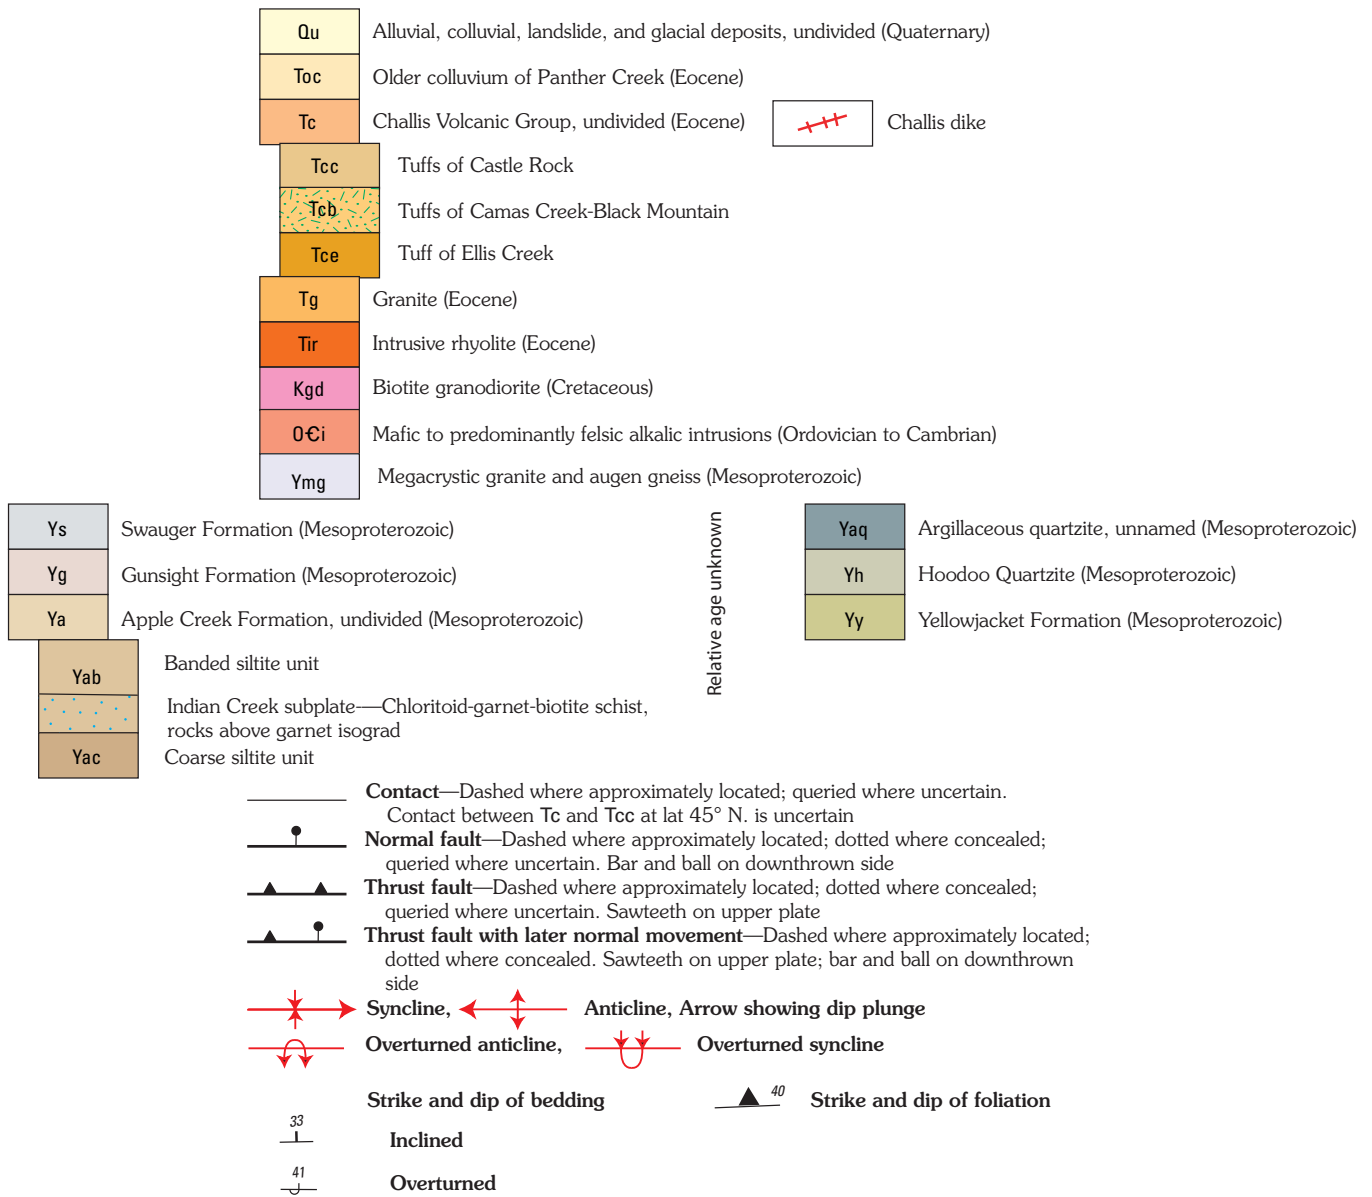 Qu Alluvial, colluvial, landslide, and glacial deposits, undivided (Quaternary)
Toc Older colluvium of Panther Creek (Eocene)
Tc Challis Volcanic Group, undivided (Eocene) Challis dike
Tcc Tuffs of Castle Rock
Tcb Tuffs of Camas Creek-Black Mountain
Tce Tuff of Ellis Creek
Tg Granite (Eocene)
Tir Intrusive rhyolite (Eocene)
Kgd Biotite granodiorite (Cretaceous)
O€i Mafic to predominantly felsic alkalic intrusions (Ordovician to Cambrian)
Ymg Megacrystic granite and augen gneiss (Mesoproterozoic)
Ys Swauger Formation (Mesoproterozoic)
Yg Gunsight Formation (Mesoproterozoic)
Ya Apple Creek Formation, undivided (Mesoproterozoic)
Yab Banded siltite unit
Indian Creek subplate-—Chloritoid-garnet-biotite schist,
rocks above garnet isograd
Yac Coarse siltite unit
Relative age unknown
Yaq Argillaceous quartzite, unnamed (Mesoproterozoic)
Yh Hoodoo Quartzite (Mesoproterozoic)
Yy Yellowjacket Formation (Mesoproterozoic)
Contact—Dashed where approximately located; queried where uncertain.
Contact between Tc and Tcc at lat 45° N. is uncertain
Normal fault—Dashed where approximately located; dotted where concealed;
queried where uncertain. Bar and ball on downthrown side
Thrust fault—Dashed where approximately located; dotted where concealed;
queried where uncertain. Sawteeth on upper plate
Thrust fault with later normal movement—Dashed where approximately located;
dotted where concealed. Sawteeth on upper plate; bar and ball on downthrown
side
Syncline, Anticline, Arrow showing dip plunge
Overturned anticline, Overturned syncline
Strike and dip of bedding 40 Strike and dip of foliation
33 Inclined
41 Overturned